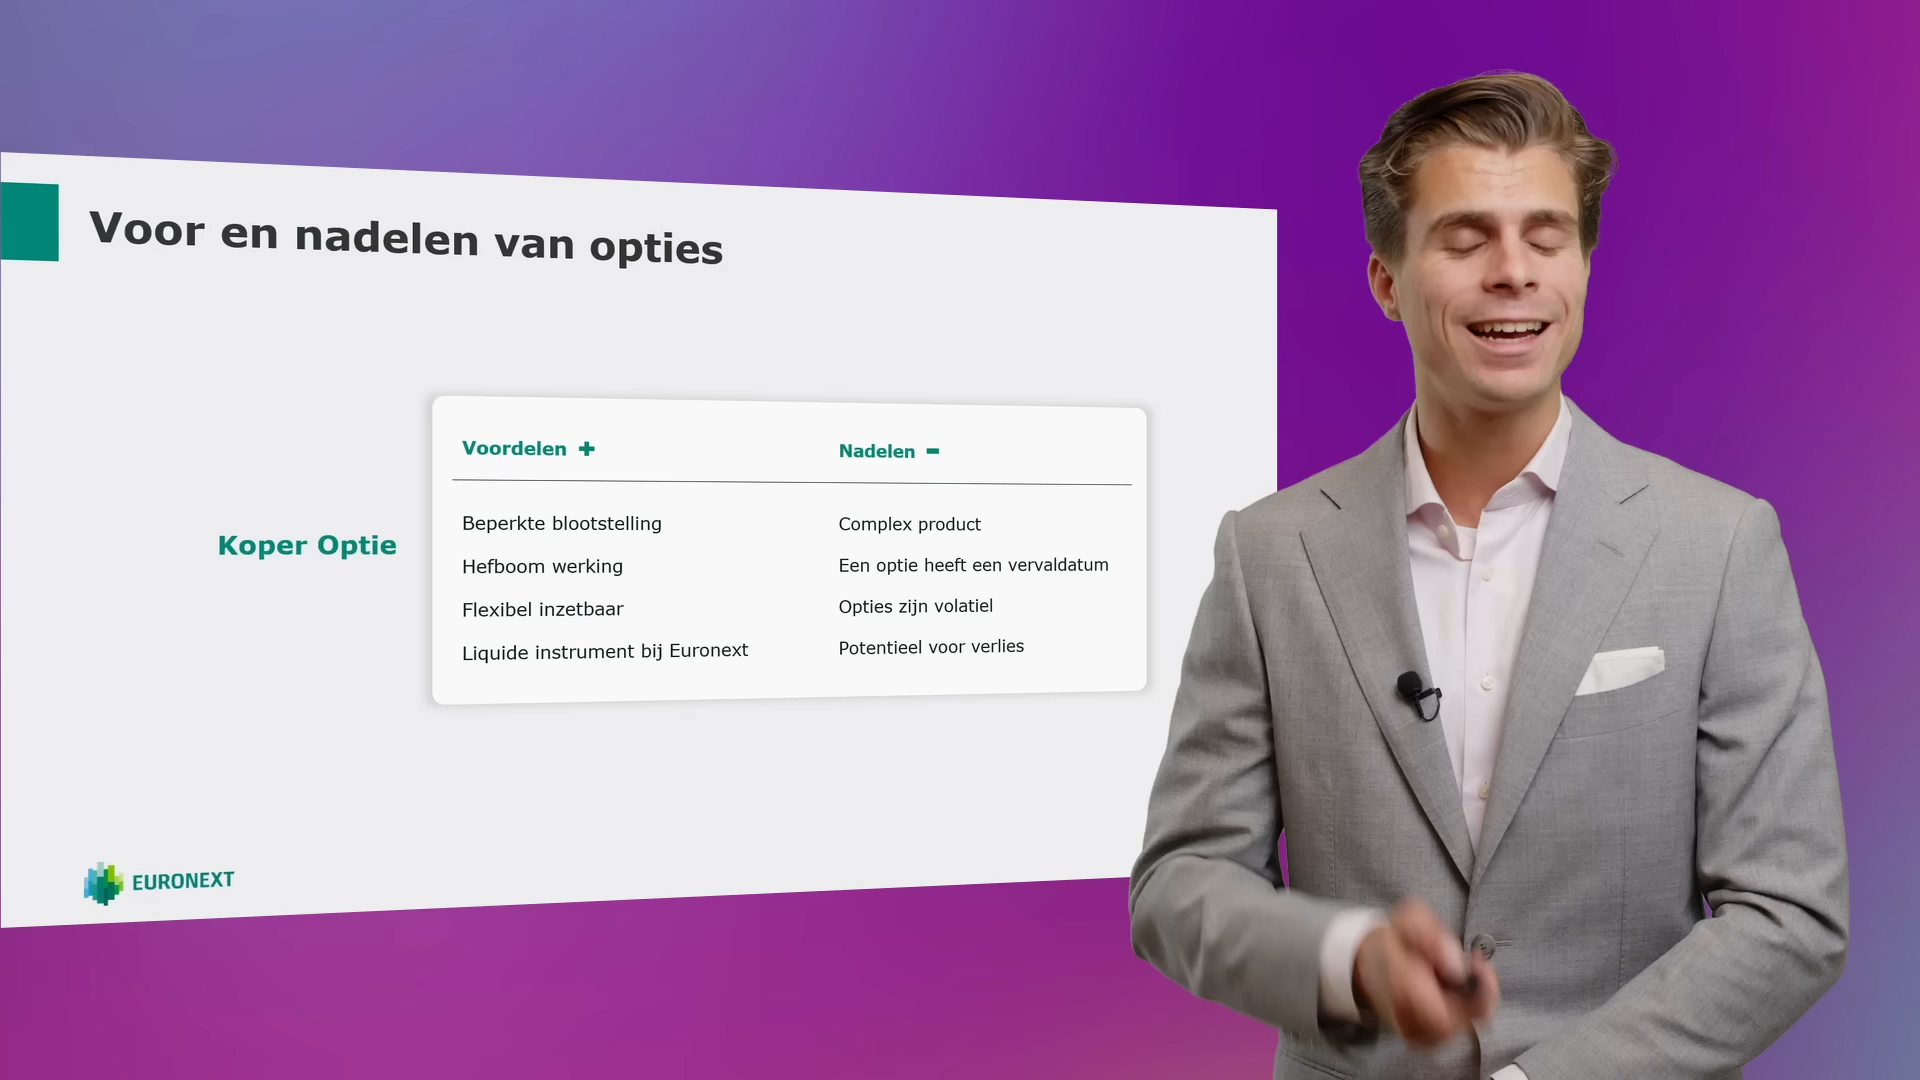 Voor en nadelen van opties
Koper Optie
Voordelen +
Nadelen -
Beperkte blootstelling
Complex product
Hefboom werking
Een optie heeft een vervaldatum
Flexibel inzetbaar
Opties zijn volatiel
Liquide instrument bij Euronext
Potentieel voor verlies
EURONEXT